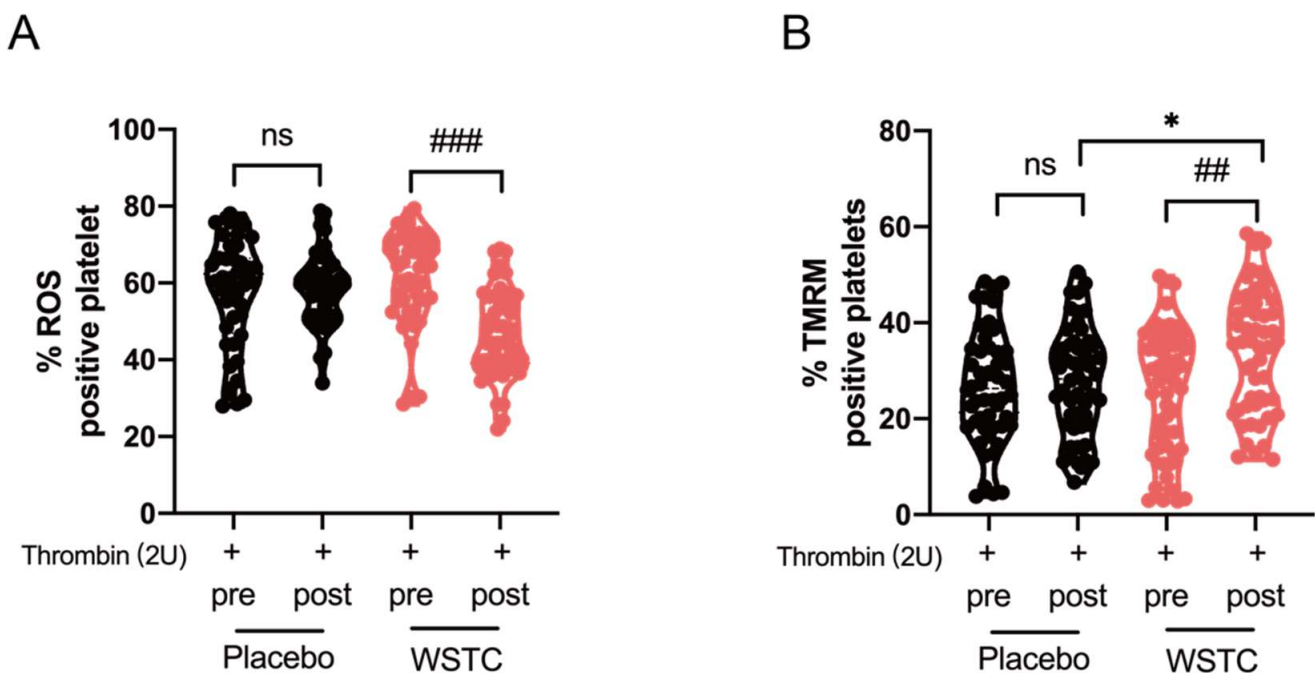 A
% ROS
positive platelet
100
80
60
40
20
0
ns
###
Thrombin (2U) + + + +
pre post pre post
Placebo WSTC
B
% TMRM
positive platelets
80
60
40
20
0
*
ns
##
Thrombin (2U) + + + +
pre post pre post
Placebo WSTC